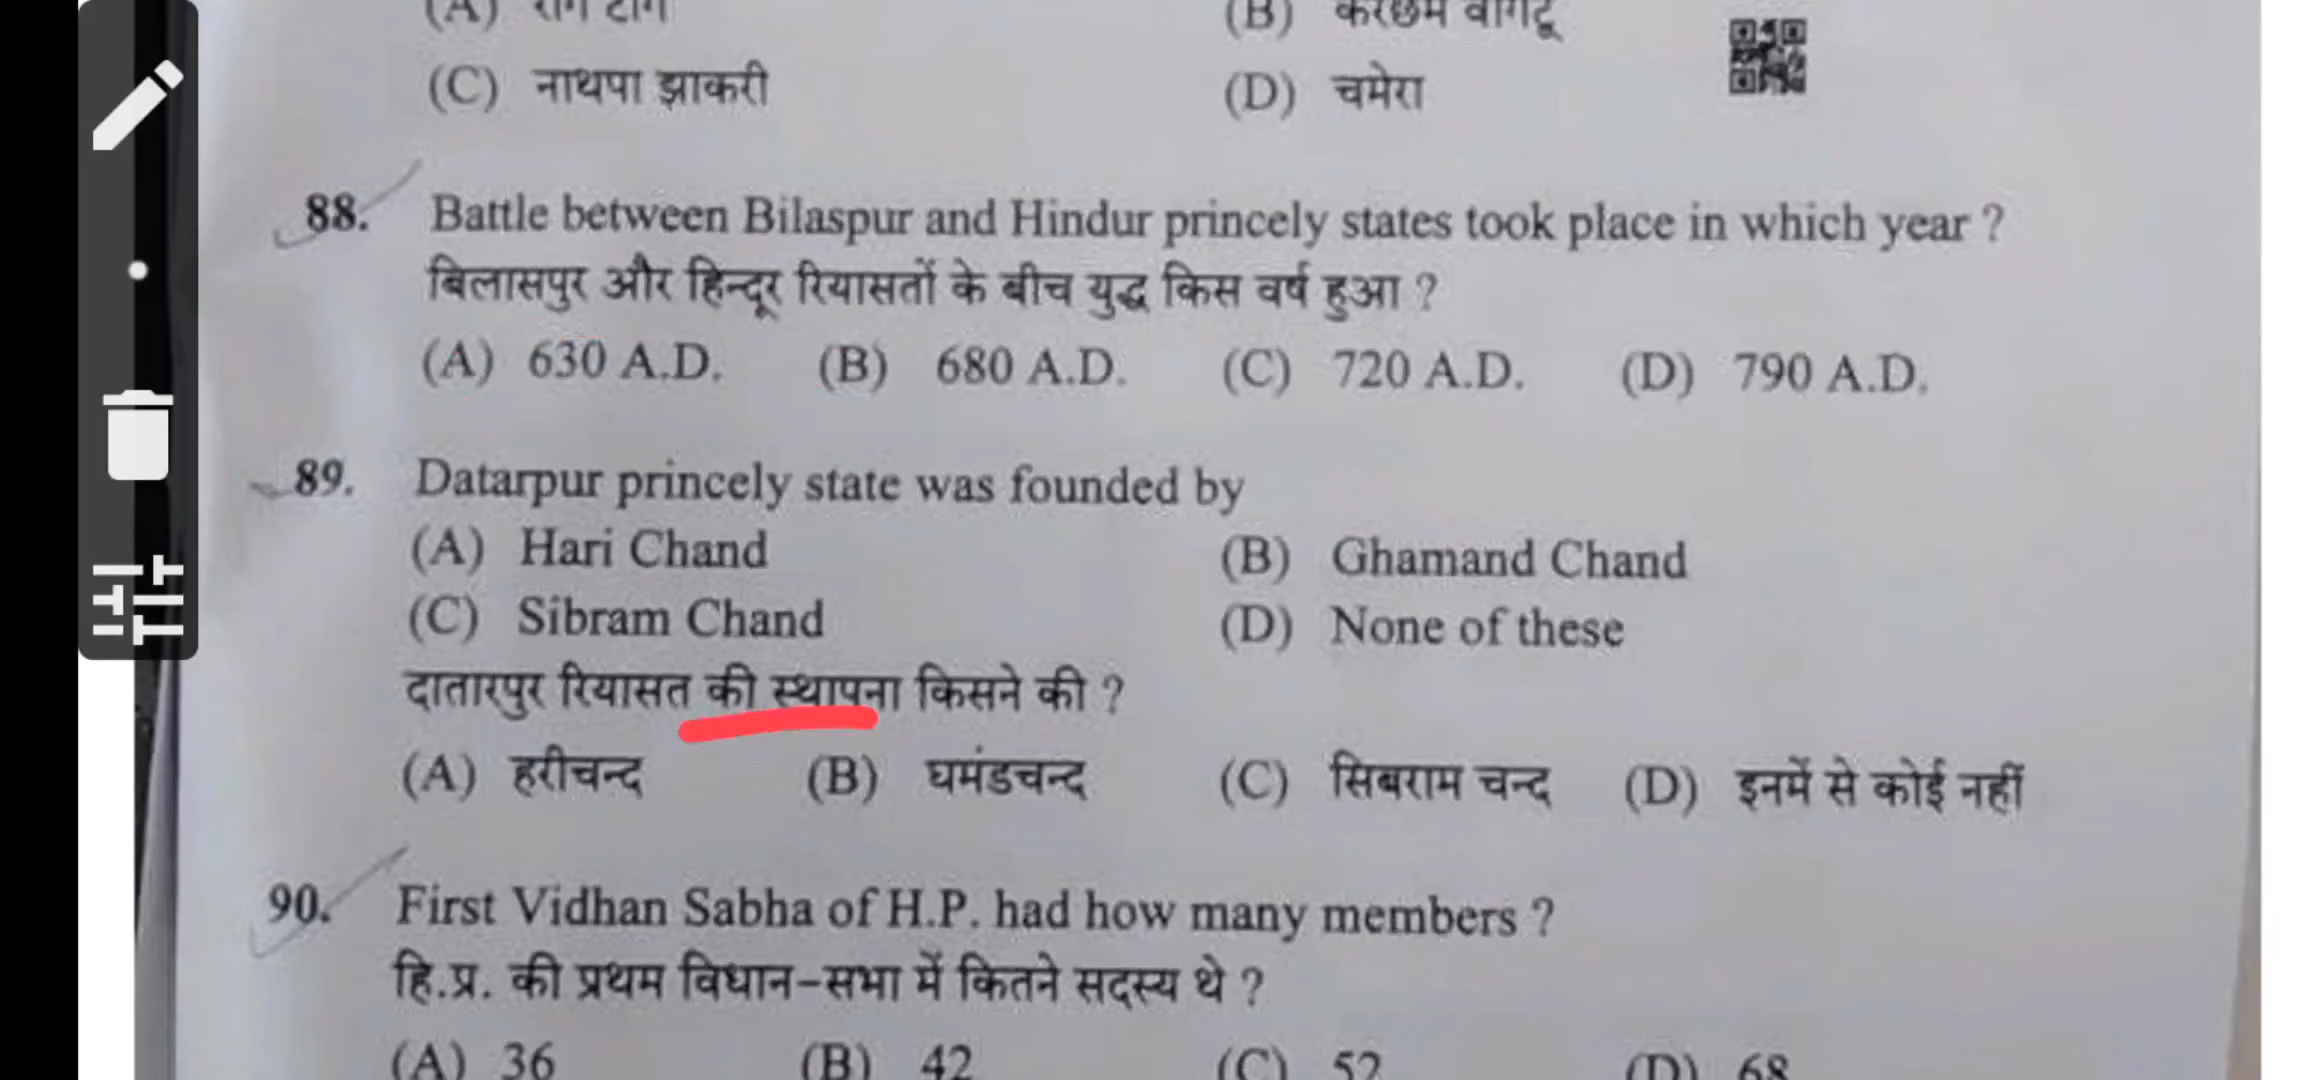 (A) रौंग टौंग (B) करछम वांगटू
(C) नाथपा झाकरी (D) चमेरा
88. Battle between Bilaspur and Hindur princely states took place in which year ?
बिलासपुर और हिन्दूर रियासतों के बीच युद्ध किस वर्ष हुआ ?
(A) 630 A.D. (B) 680 A.D. (C) 720 A.D. (D) 790 A.D.
89. Datarpur princely state was founded by
(A) Hari Chand (B) Ghamand Chand
(C) Sibram Chand (D) None of these
दातारपुर रियासत की स्थापना किसने की ?
(A) हरीचन्द (B) घमंडचन्द (C) सिबराम चन्द (D) इनमें से कोई नहीं
90. First Vidhan Sabha of H.P. had how many members ?
हि.प्र. की प्रथम विधान-सभा में कितने सदस्य थे ?
(A) 36 (B) 42 (C) 52 (D) 68